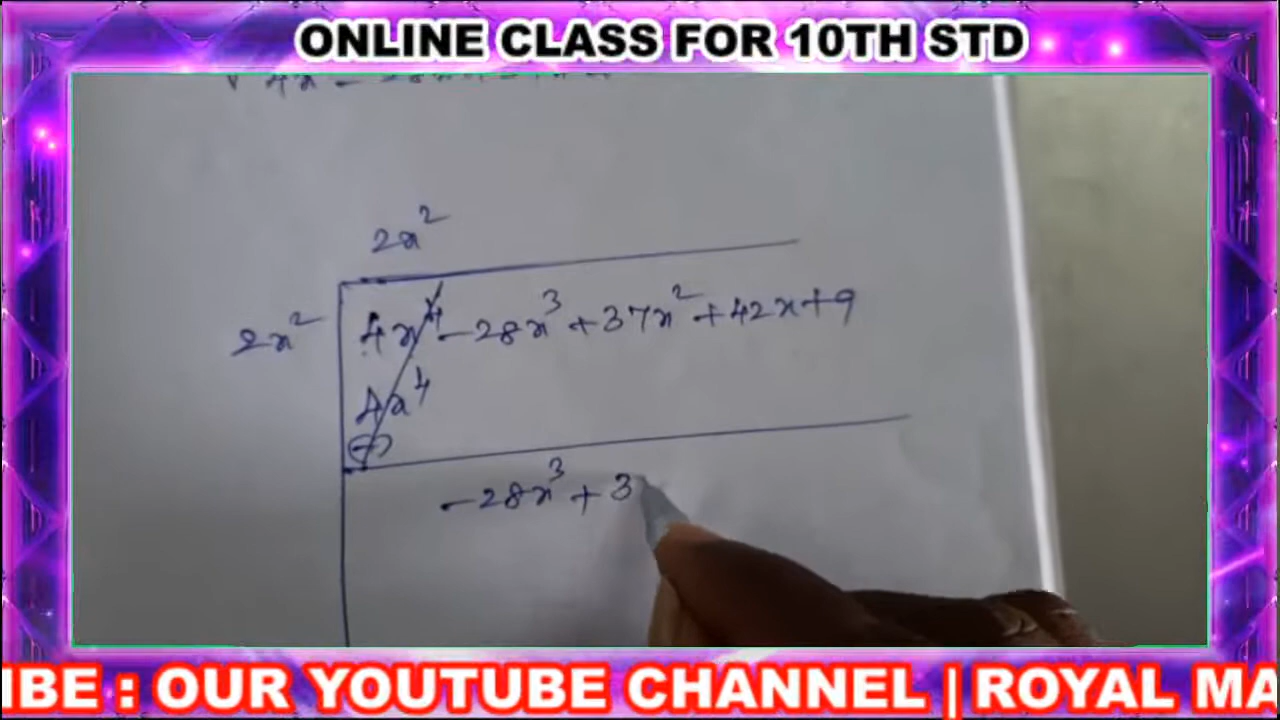 ONLINE CLASS FOR 10TH STD
2x²
2x² 4x⁴ - 28x³ + 37x² + 42x + 9
4x⁴
(-)
- 28x³ + 3
IBE : OUR YOUTUBE CHANNEL | ROYAL MA